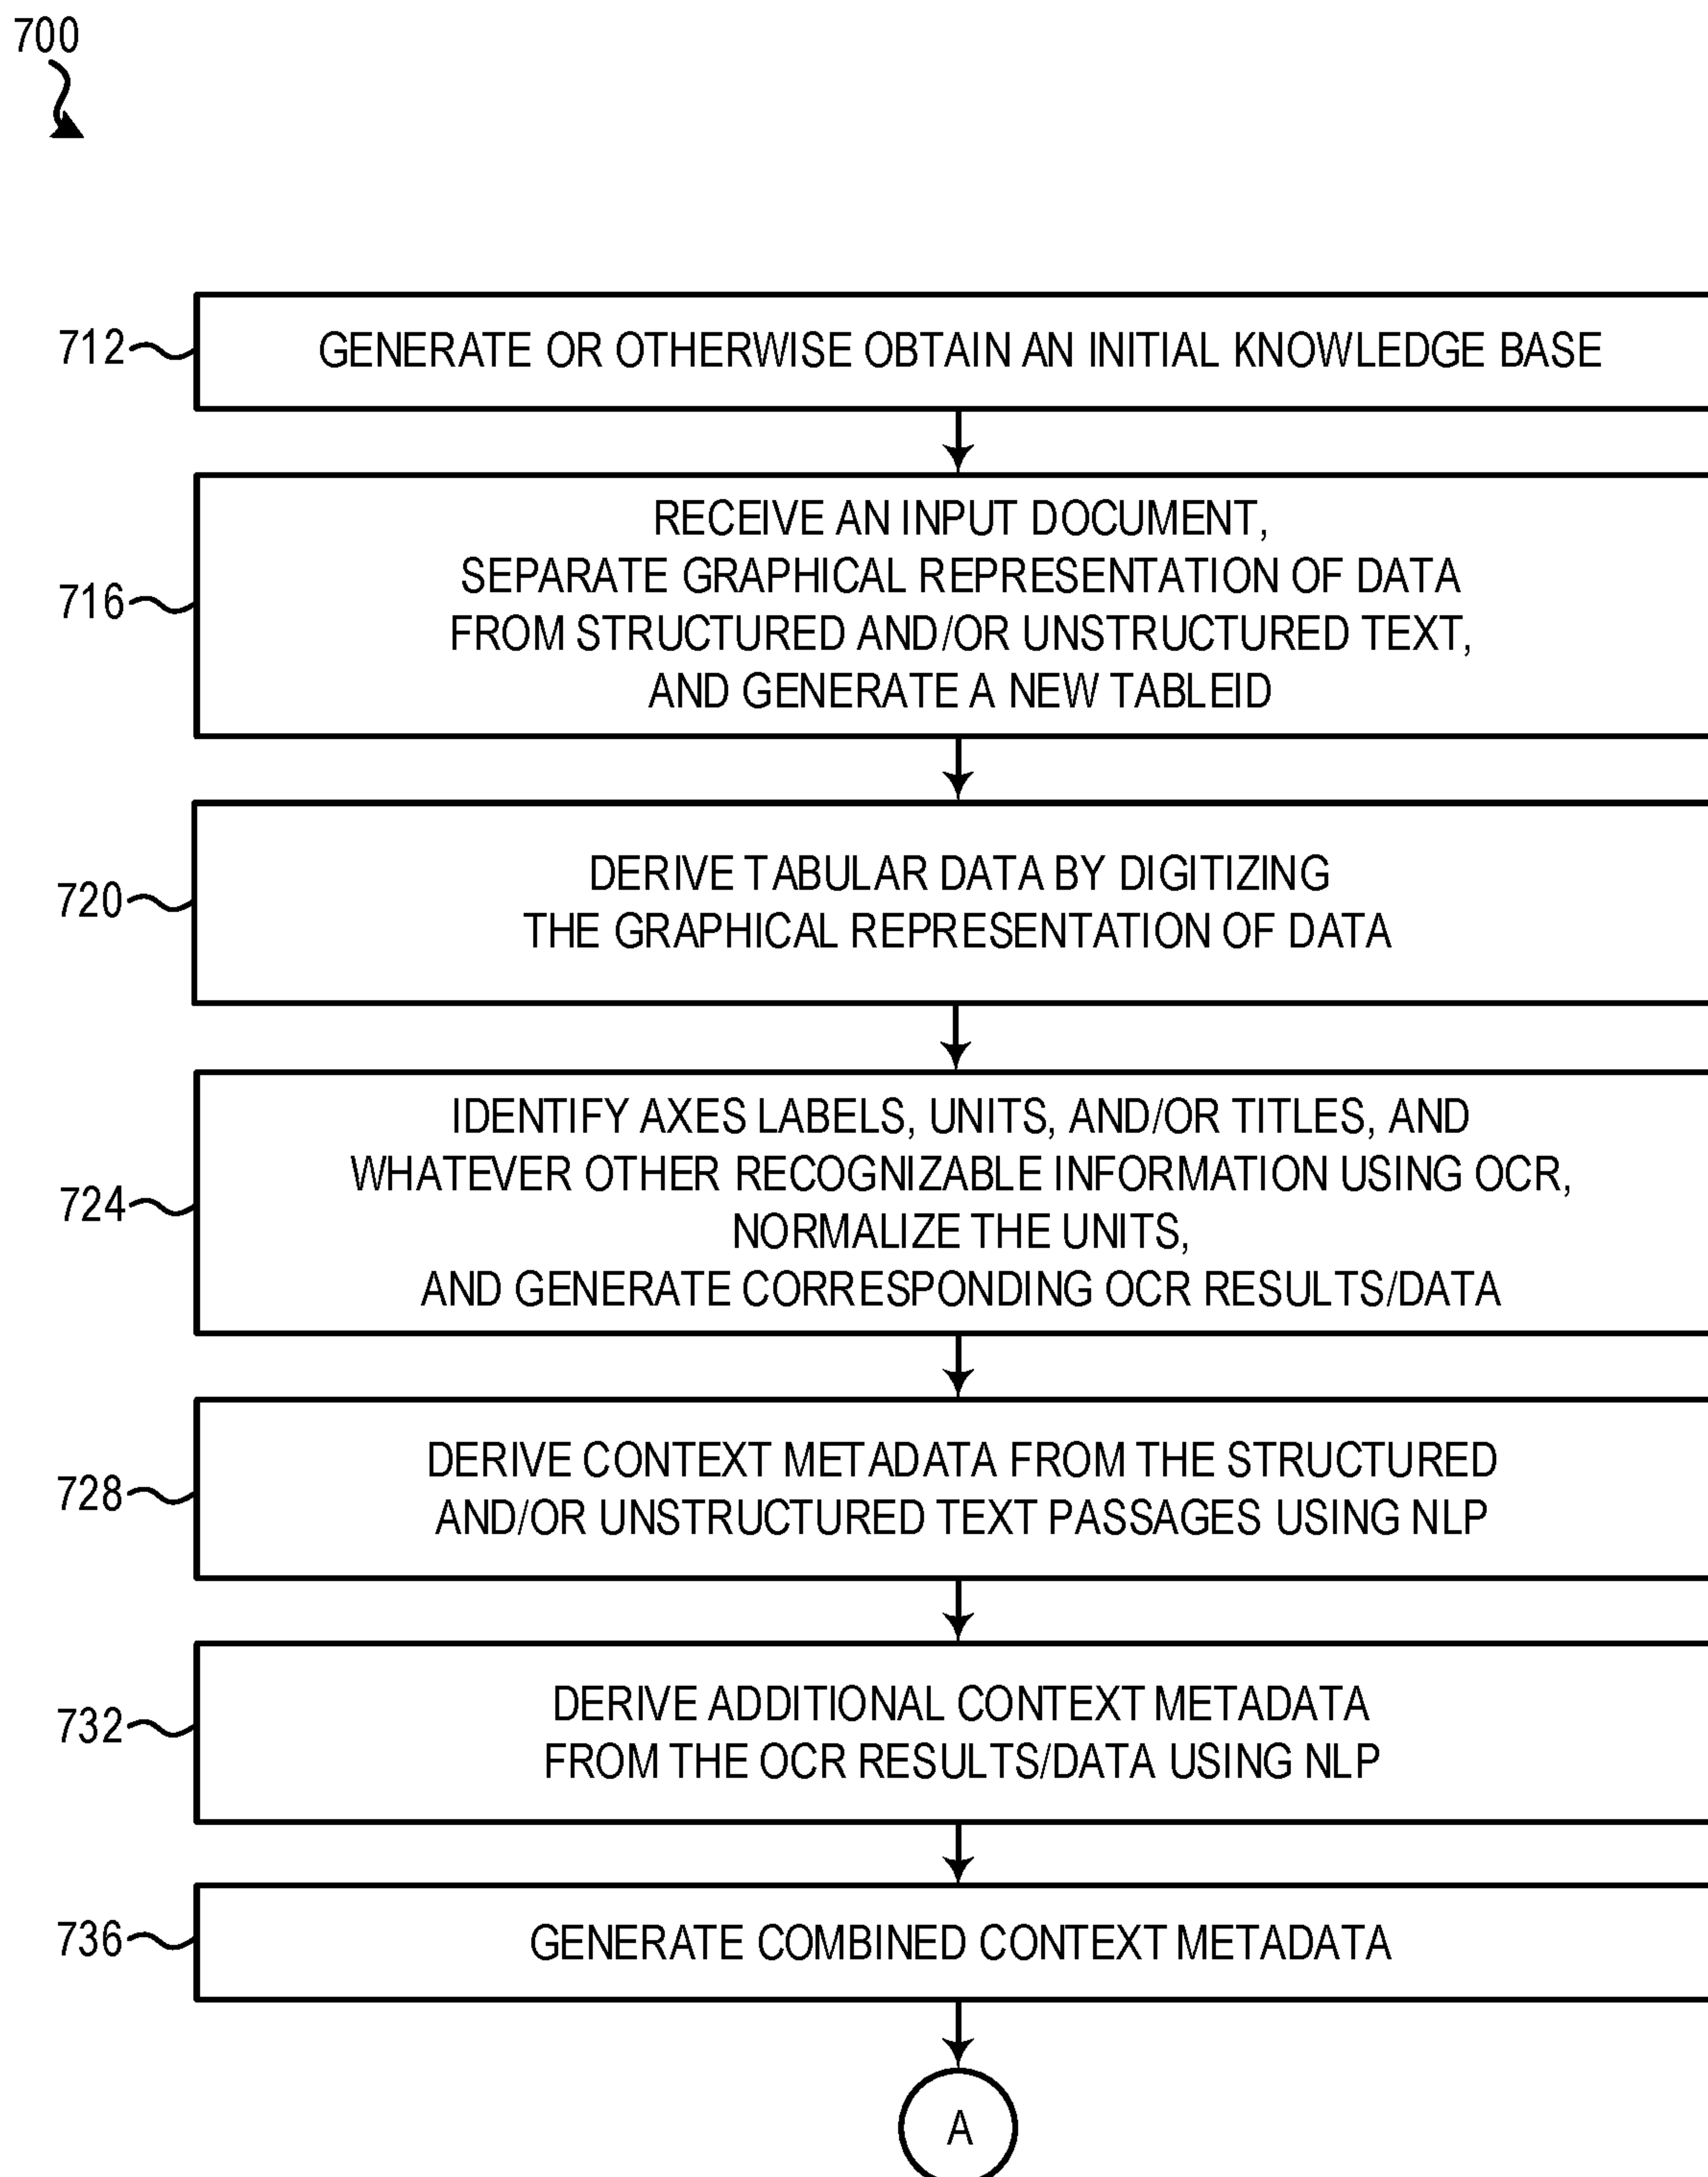 700
712
GENERATE OR OTHERWISE OBTAIN AN INITIAL KNOWLEDGE BASE
716
RECEIVE AN INPUT DOCUMENT,
SEPARATE GRAPHICAL REPRESENTATION OF DATA
FROM STRUCTURED AND/OR UNSTRUCTURED TEXT,
AND GENERATE A NEW TABLEID
720
DERIVE TABULAR DATA BY DIGITIZING
THE GRAPHICAL REPRESENTATION OF DATA
724
IDENTIFY AXES LABELS, UNITS, AND/OR TITLES, AND
WHATEVER OTHER RECOGNIZABLE INFORMATION USING OCR,
NORMALIZE THE UNITS,
AND GENERATE CORRESPONDING OCR RESULTS/DATA
728
DERIVE CONTEXT METADATA FROM THE STRUCTURED
AND/OR UNSTRUCTURED TEXT PASSAGES USING NLP
732
DERIVE ADDITIONAL CONTEXT METADATA
FROM THE OCR RESULTS/DATA USING NLP
736
GENERATE COMBINED CONTEXT METADATA
A